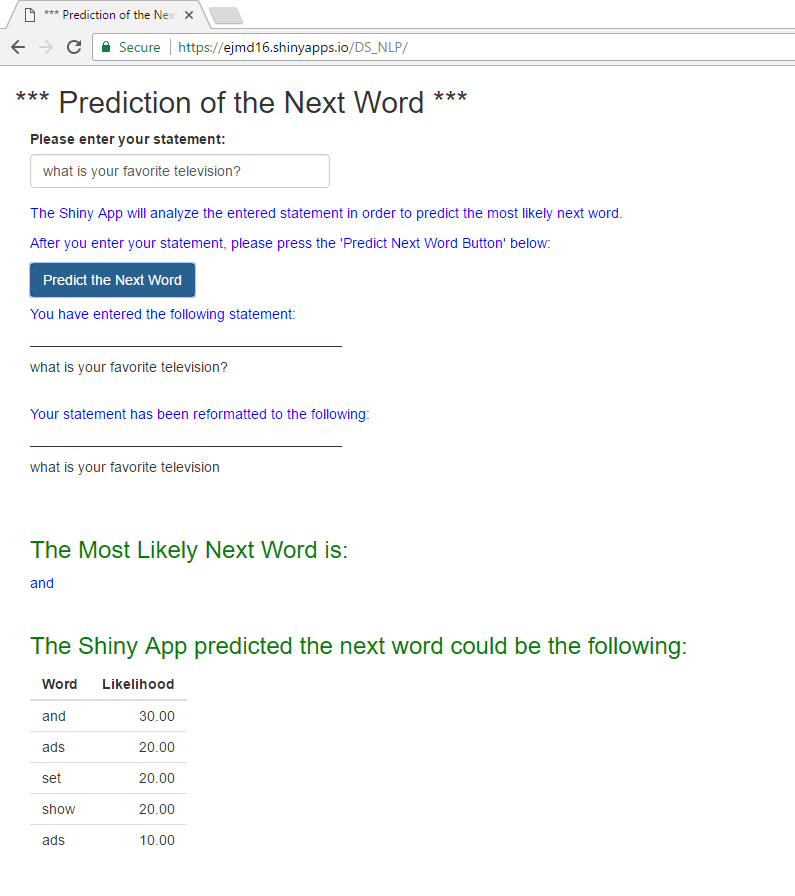 *** Prediction of the Nex
Secure https://ejmd16.shinyapps.io/DS_NLP/
*** Prediction of the Next Word ***
Please enter your statement:
what is your favorite television?
The Shiny App will analyze the entered statement in order to predict the most likely next word.
After you enter your statement, please press the 'Predict Next Word Button' below:
Predict the Next Word
You have entered the following statement:
what is your favorite television?
Your statement has been reformatted to the following:
what is your favorite television
The Most Likely Next Word is:
and
The Shiny App predicted the next word could be the following:
Word Likelihood
and 30.00
ads 20.00
set 20.00
show 20.00
ads 10.00